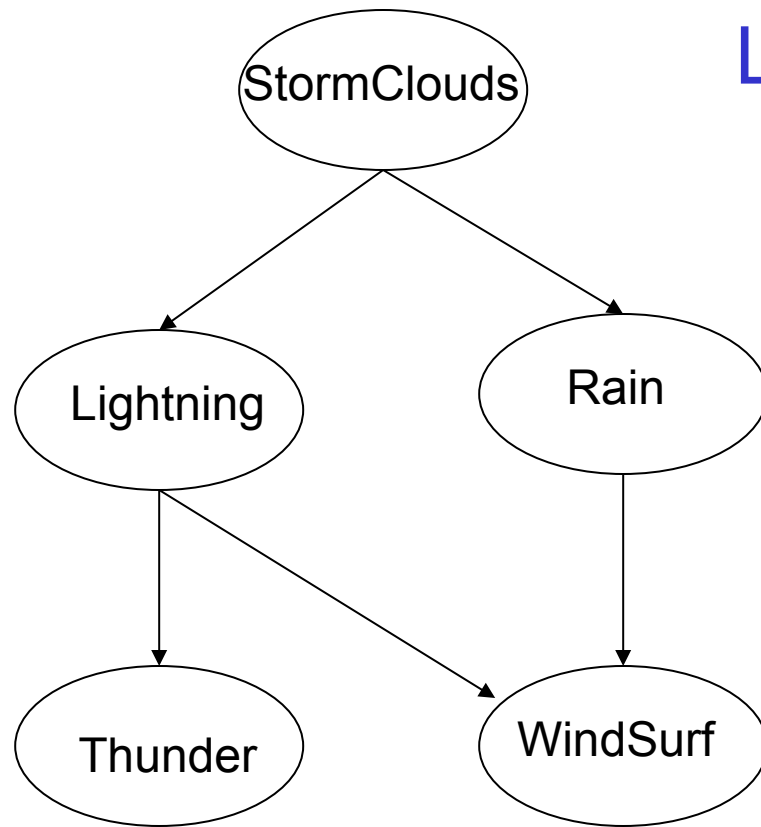 L
StormClouds
Lightning
Rain
Thunder
WindSurf